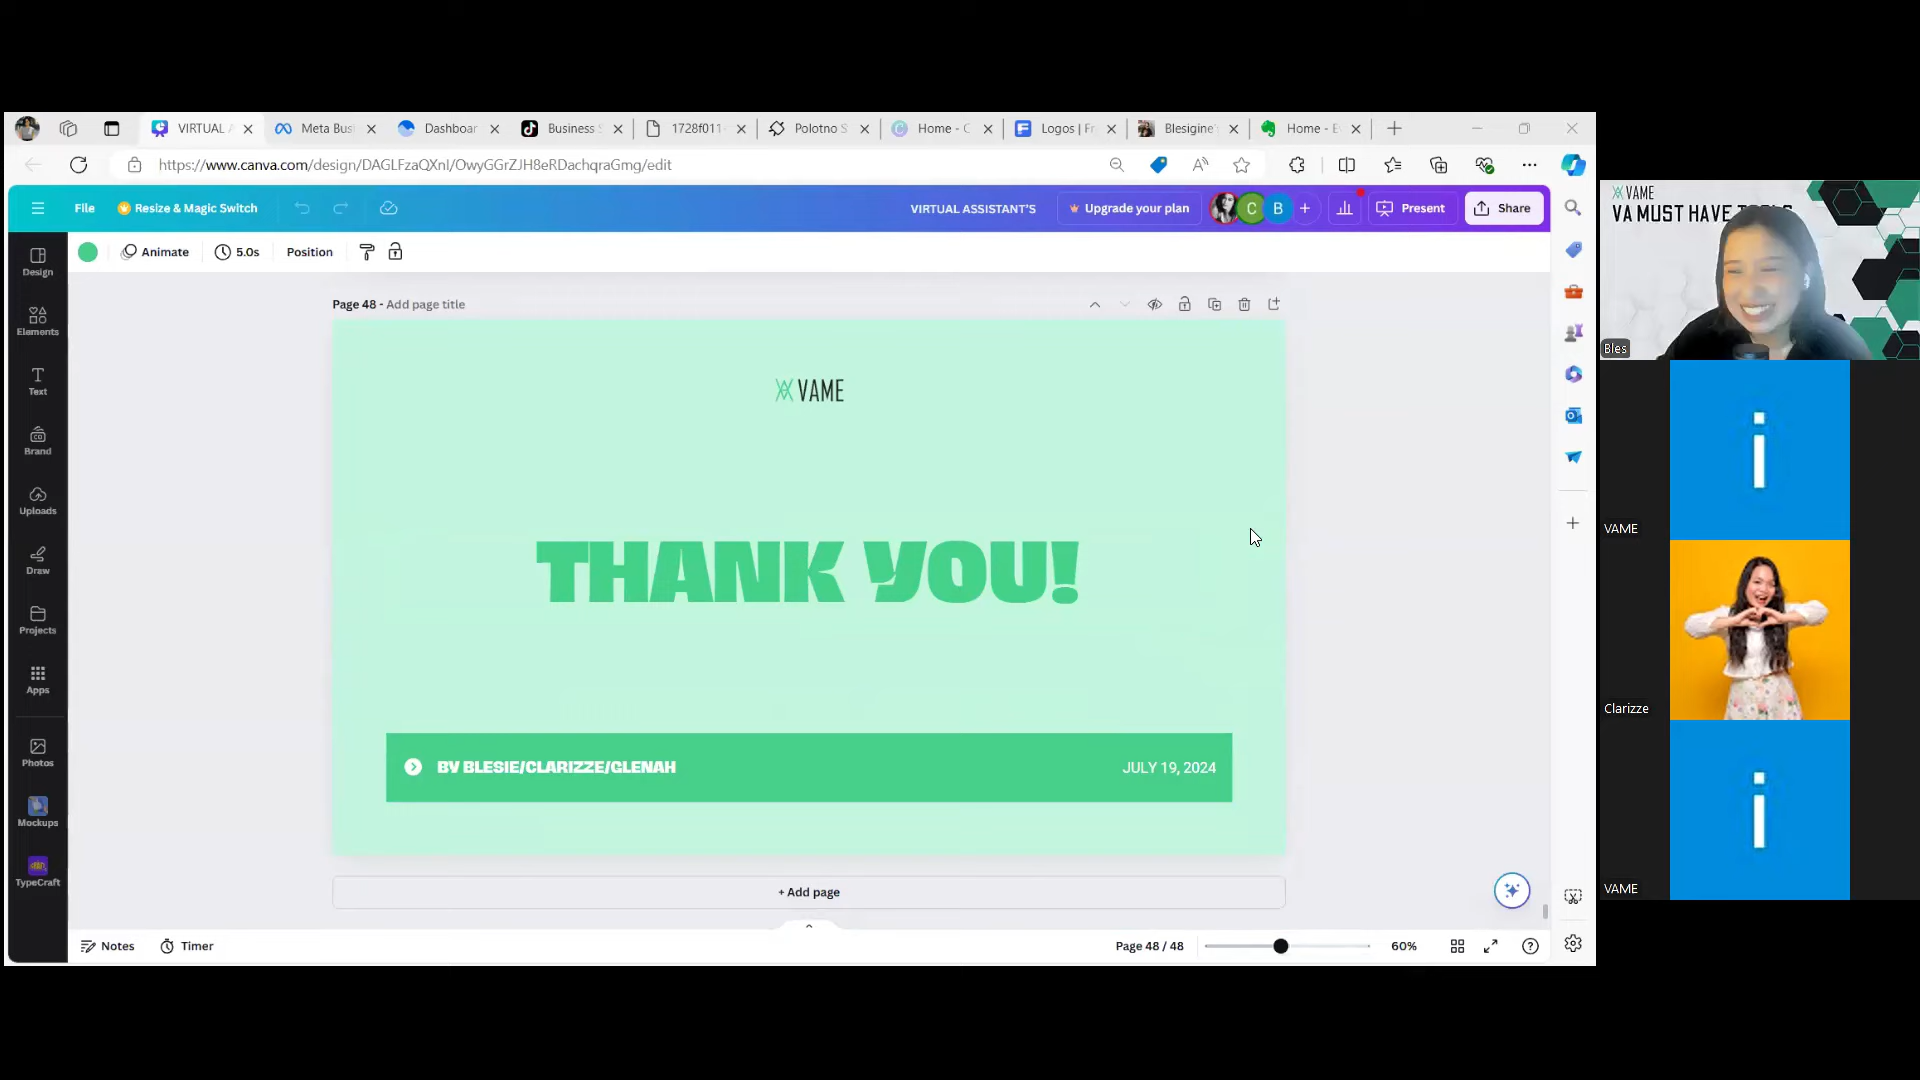 VIRTUAL A
Meta Bus
Dashboar
Business S
1728f011-
Polotno S
Home - C
Logos | Fr
Blesigine'
Home - E
https://www.canva.com/design/DAGLFzaQXnI/OwyGGrZJH8eRDachqraGmg/edit
File
Resize & Magic Switch
VIRTUAL ASSISTANT'S
Upgrade your plan
C
B
Present
Share
Animate
5.0s
Position
Design
Elements
Text
Brand
Uploads
Draw
Projects
Apps
Photos
Mockups
TypeCraft
Page 48 - Add page title
VAME
THANK YOU!
BY BLESIE/CLARIZZE/GLENAH
JULY 19, 2024
+ Add page
Notes
Timer
Page 48 / 48
60%
VAME
VA MUST HAVE
Bles
i
VAME
Clarizze
i
VAME